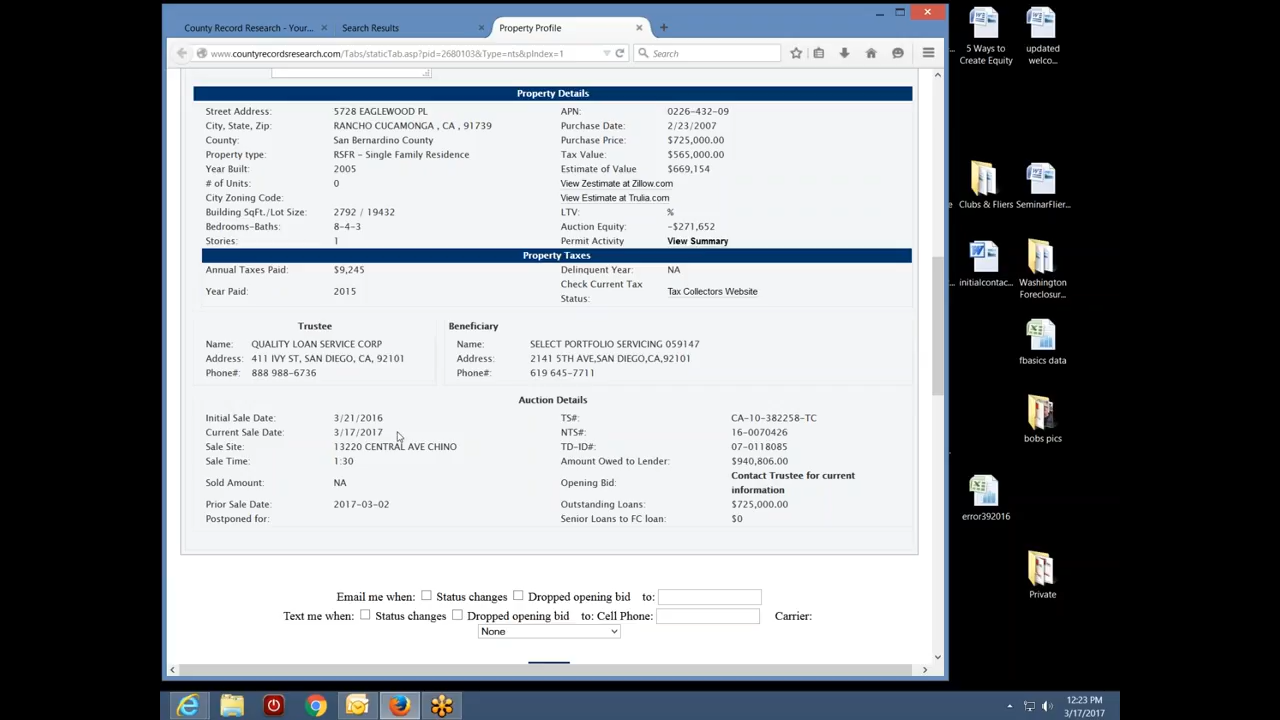 County Record Research - Your...
Search Results
Property Profile
www.countyrecordsresearch.com/Tabs/staticTab.asp?pid=2680103&Type=nts&pIndex=1
Search
Property Details
Street Address: 5728 EAGLEWOOD PL APN: 0226-432-09
City, State, Zip: RANCHO CUCAMONGA , CA , 91739 Purchase Date: 2/23/2007
County: San Bernardino County Purchase Price: $725,000.00
Property type: RSFR - Single Family Residence Tax Value: $565,000.00
Year Built: 2005 Estimate of Value $669,154
# of Units: 0 View Zestimate at Zillow.com
City Zoning Code: View Estimate at Trulia.com
Building SqFt./Lot Size: 2792 / 19432 LTV: %
Bedrooms-Baths: 8-4-3 Auction Equity: -$271,652
Stories: 1 Permit Activity View Summary
Property Taxes
Annual Taxes Paid: $9,245 Delinquent Year: NA
Year Paid: 2015 Check Current Tax
Status: Tax Collectors Website
Trustee Beneficiary
Name: QUALITY LOAN SERVICE CORP Name: SELECT PORTFOLIO SERVICING 059147
Address: 411 IVY ST, SAN DIEGO, CA, 92101 Address: 2141 5TH AVE,SAN DIEGO,CA,92101
Phone#: 888 988-6736 Phone#: 619 645-7711
Auction Details
Initial Sale Date: 3/21/2016 TS#: CA-10-382258-TC
Current Sale Date: 3/17/2017 NTS#: 16-0070426
Sale Site: 13220 CENTRAL AVE CHINO TD-ID#: 07-0118085
Sale Time: 1:30 Amount Owed to Lender: $940,806.00
Sold Amount: NA Opening Bid: Contact Trustee for current
information
Prior Sale Date: 2017-03-02 Outstanding Loans: $725,000.00
Postponed for: Senior Loans to FC loan: $0
Email me when: Status changes Dropped opening bid to:
Text me when: Status changes Dropped opening bid to: Cell Phone: Carrier:
None
5 Ways to
Create Equity
updated
welco...
Clubs & Fliers
SeminarFlier...
initialcontac...
Washington
Foreclosur...
fbasics data
bobs pics
error392016
Private
12:23 PM
3/17/2017